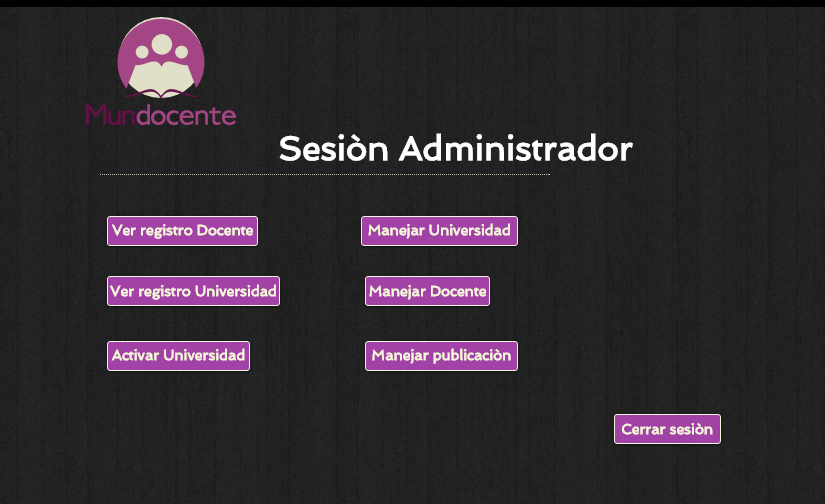 Mundocente
Sesiòn Administrador
Ver registro Docente
Manejar Universidad
Ver registro Universidad
Manejar Docente
Activar Universidad
Manejar publicaciòn
Cerrar sesiòn